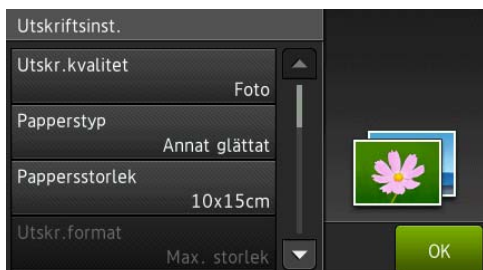 Utskriftsinst.
Utskr.kvalitet
Foto
Papperstyp
Annat glättat
Pappersstorlek
10x15cm
Utskr.format
Max. storlek
OK